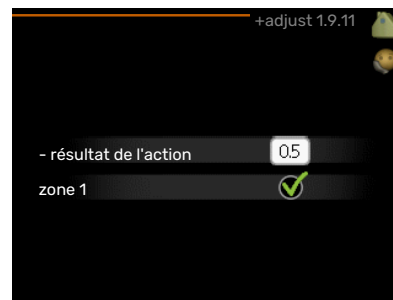 +adjust 1.9.11
- résultat de l'action 0.5
zone 1